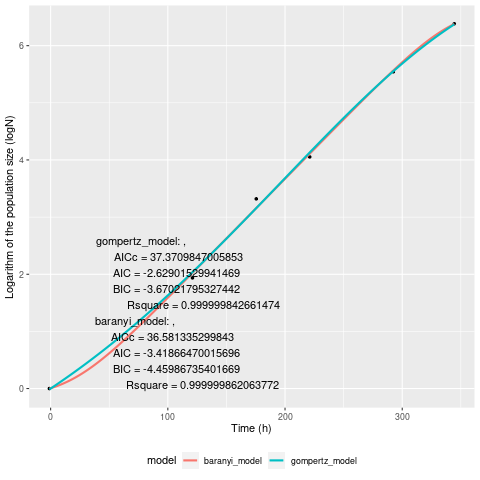 Logarithm of the population size (logN)
6
4
2
0
gompertz_model: ,
AICc = 37.3709847005853
AIC = -2.62901529941469
BIC = -3.67021795327442
Rsquare = 0.999999842661474
baranyi_model: ,
AICc = 36.581335299843
AIC = -3.41866470015696
BIC = -4.45986735401669
Rsquare = 0.999999862063772
0 100 200 300
Time (h)
model baranyi_model gompertz_model